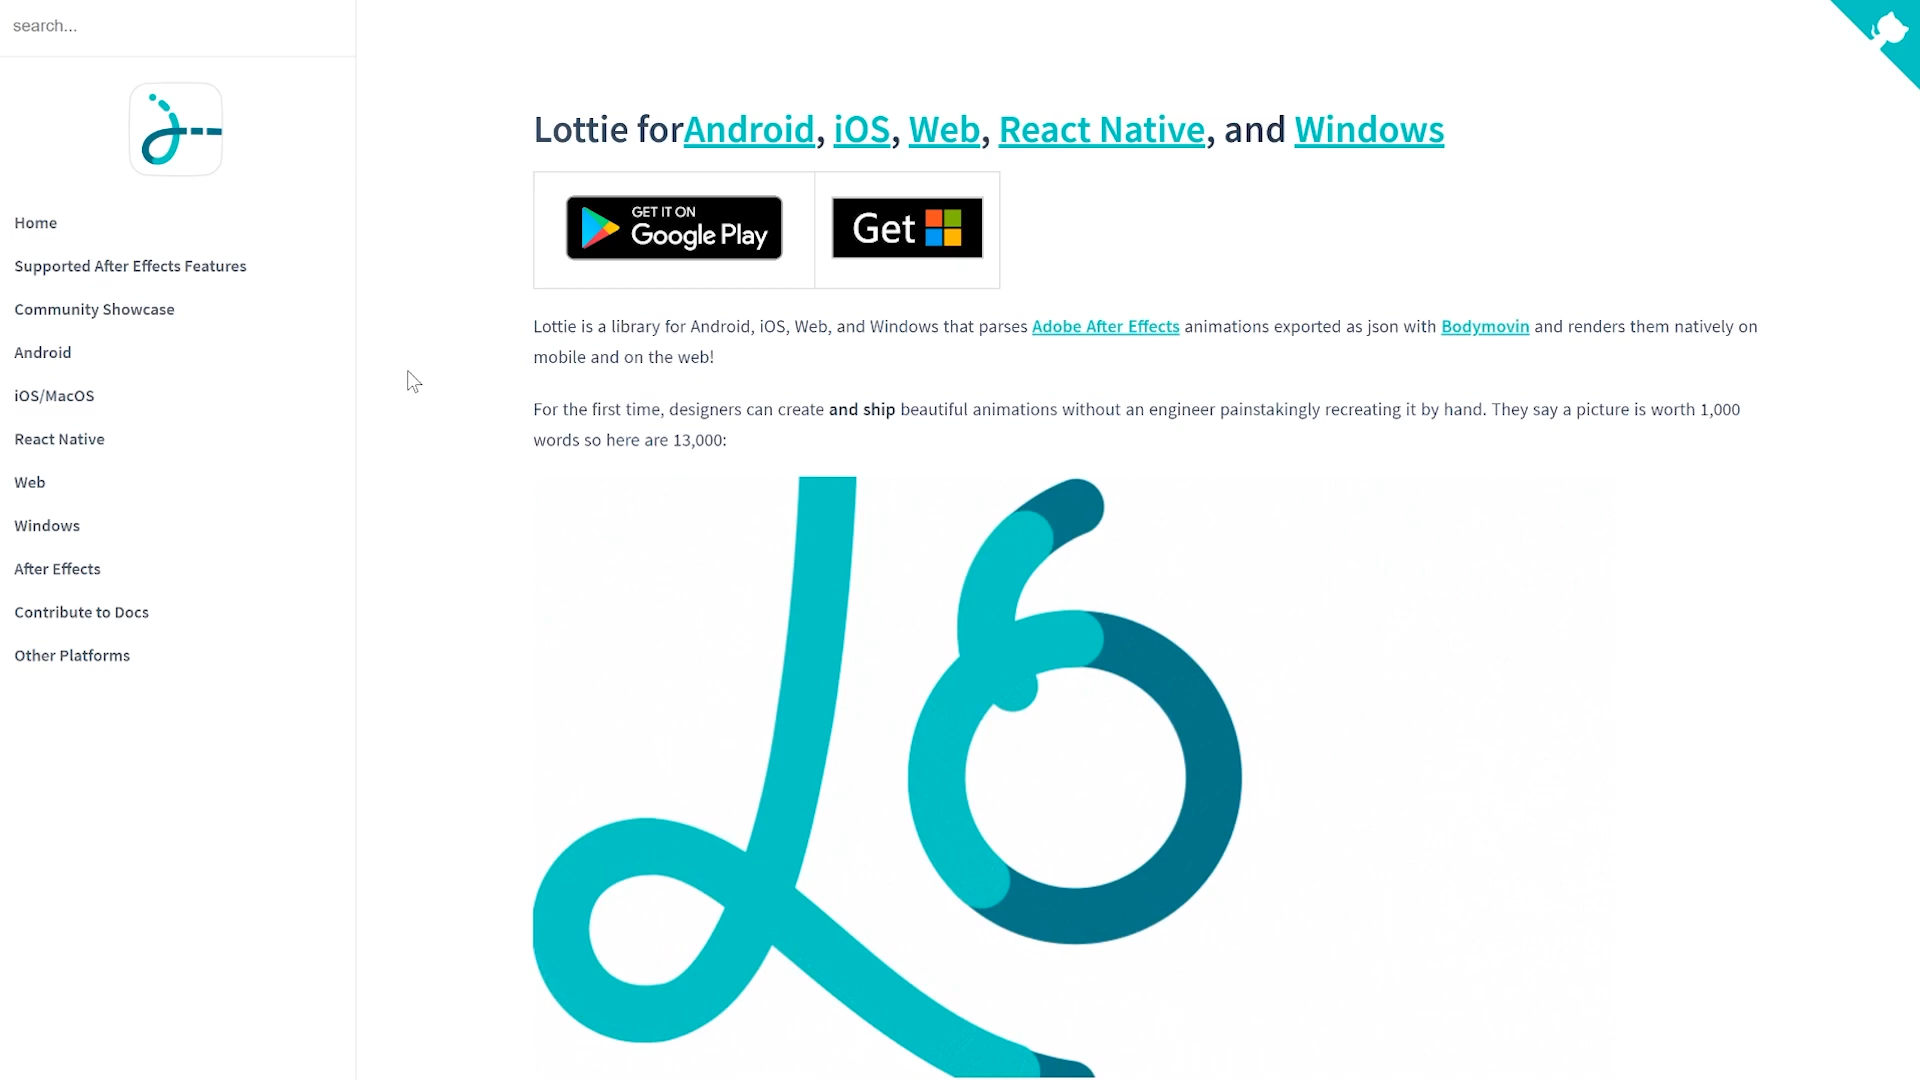 search...
Home
Supported After Effects Features
Community Showcase
Android
iOS/MacOS
React Native
Web
Windows
After Effects
Contribute to Docs
Other Platforms
Lottie forAndroid, iOS, Web, React Native, and Windows
GET IT ON
Google Play
Get
Lottie is a library for Android, iOS, Web, and Windows that parses Adobe After Effects animations exported as json with Bodymovin and renders them natively on
mobile and on the web!
For the first time, designers can create and ship beautiful animations without an engineer painstakingly recreating it by hand. They say a picture is worth 1,000
words so here are 13,000: